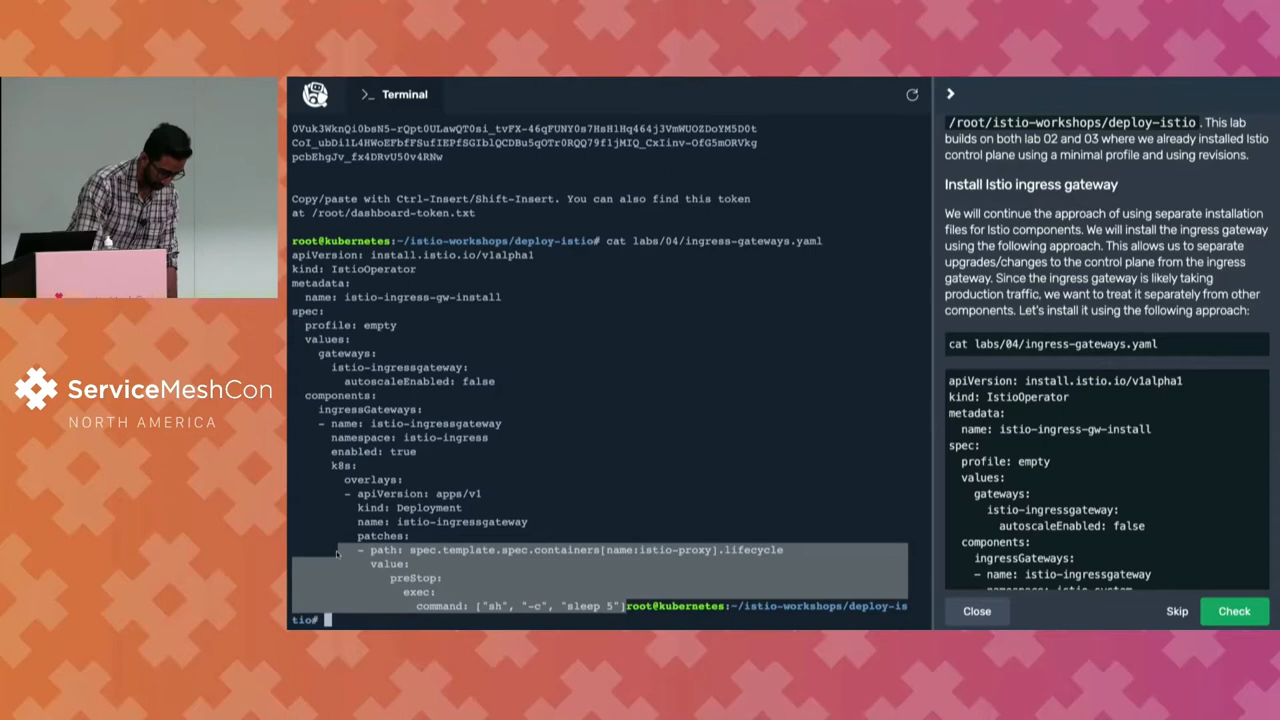 ServiceMeshCon
NORTH AMERICA
>_ Terminal
0Vuk3WknQi0bsN5-rQpt0ULawQT0si_tvFX-46qFUNY0s7HsHlHq464j3VmWUOZDoYM5D0t
CoI_ubDilL4HWoEFbfFSufIEPfSGIblQCDBu5qOTr0RQQ79f1jMIQ_CxIinv-OfG5mORVkg
pcbEhgJv_fx4DRvU50v4RNw
Copy/paste with Ctrl-Insert/Shift-Insert. You can also find this token
at /root/dashboard-token.txt
root@kubernetes:~/istio-workshops/deploy-istio# cat labs/04/ingress-gateways.yaml
apiVersion: install.istio.io/v1alpha1
kind: IstioOperator
metadata:
  name: istio-ingress-gw-install
spec:
  profile: empty
  values:
    gateways:
      istio-ingressgateway:
        autoscaleEnabled: false
  components:
    ingressGateways:
    - name: istio-ingressgateway
      namespace: istio-ingress
      enabled: true
      k8s:
        overlays:
        - apiVersion: apps/v1
          kind: Deployment
          name: istio-ingressgateway
          patches:
          - path: spec.template.spec.containers[name:istio-proxy].lifecycle
            value:
               preStop:
                 exec:
                   command: ["sh", "-c", "sleep 5"]root@kubernetes:~/istio-workshops/deploy-is
tio#
/root/istio-workshops/deploy-istio. This lab
builds on both lab 02 and 03 where we already installed Istio
control plane using a minimal profile and using revisions.
Install Istio ingress gateway
We will continue the approach of using separate installation
files for Istio components. We will install the ingress gateway
using the following approach. This allows us to separate
upgrades/changes to the control plane from the ingress
gateway. Since the ingress gateway is likely taking
production traffic, we want to treat it separately from other
components. Let's install it using the following approach:
cat labs/04/ingress-gateways.yaml
apiVersion: install.istio.io/v1alpha1
kind: IstioOperator
metadata:
  name: istio-ingress-gw-install
spec:
  profile: empty
  values:
    gateways:
      istio-ingressgateway:
        autoscaleEnabled: false
  components:
    ingressGateways:
    - name: istio-ingressgateway
      namespace: istio-system
Close
Skip
Check